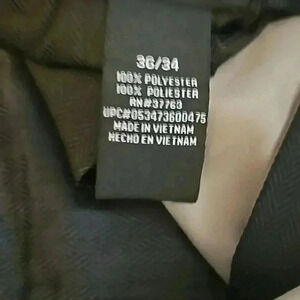 36/34
100% POLYESTER
100% POLIESTER
RN#37763
UPC#053473600475
MADE IN VIETNAM
HECHO EN VIETNAM